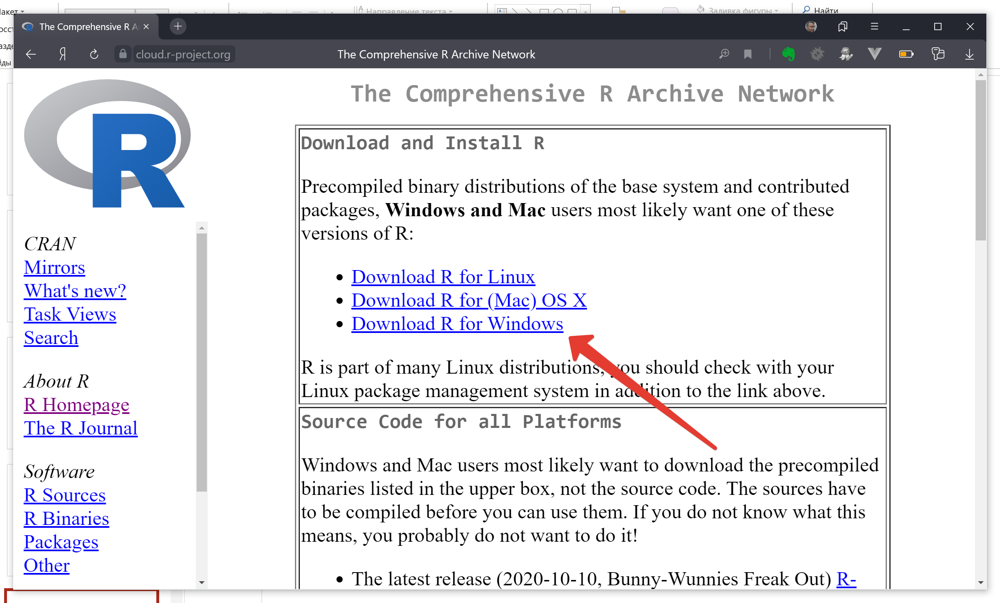 Направление текста
Заливка фигуры
Найти
The Comprehensive R A
cloud.r-project.org
The Comprehensive R Archive Network
R
The Comprehensive R Archive Network
Download and Install R
Precompiled binary distributions of the base system and contributed
packages, Windows and Mac users most likely want one of these
versions of R:
• Download R for Linux
• Download R for (Mac) OS X
• Download R for Windows
R is part of many Linux distributions, you should check with your
Linux package management system in addition to the link above.
Source Code for all Platforms
Windows and Mac users most likely want to download the precompiled
binaries listed in the upper box, not the source code. The sources have
to be compiled before you can use them. If you do not know what this
means, you probably do not want to do it!
• The latest release (2020-10-10, Bunny-Wunnies Freak Out) R-
CRAN
Mirrors
What's new?
Task Views
Search
About R
R Homepage
The R Journal
Software
R Sources
R Binaries
Packages
Other